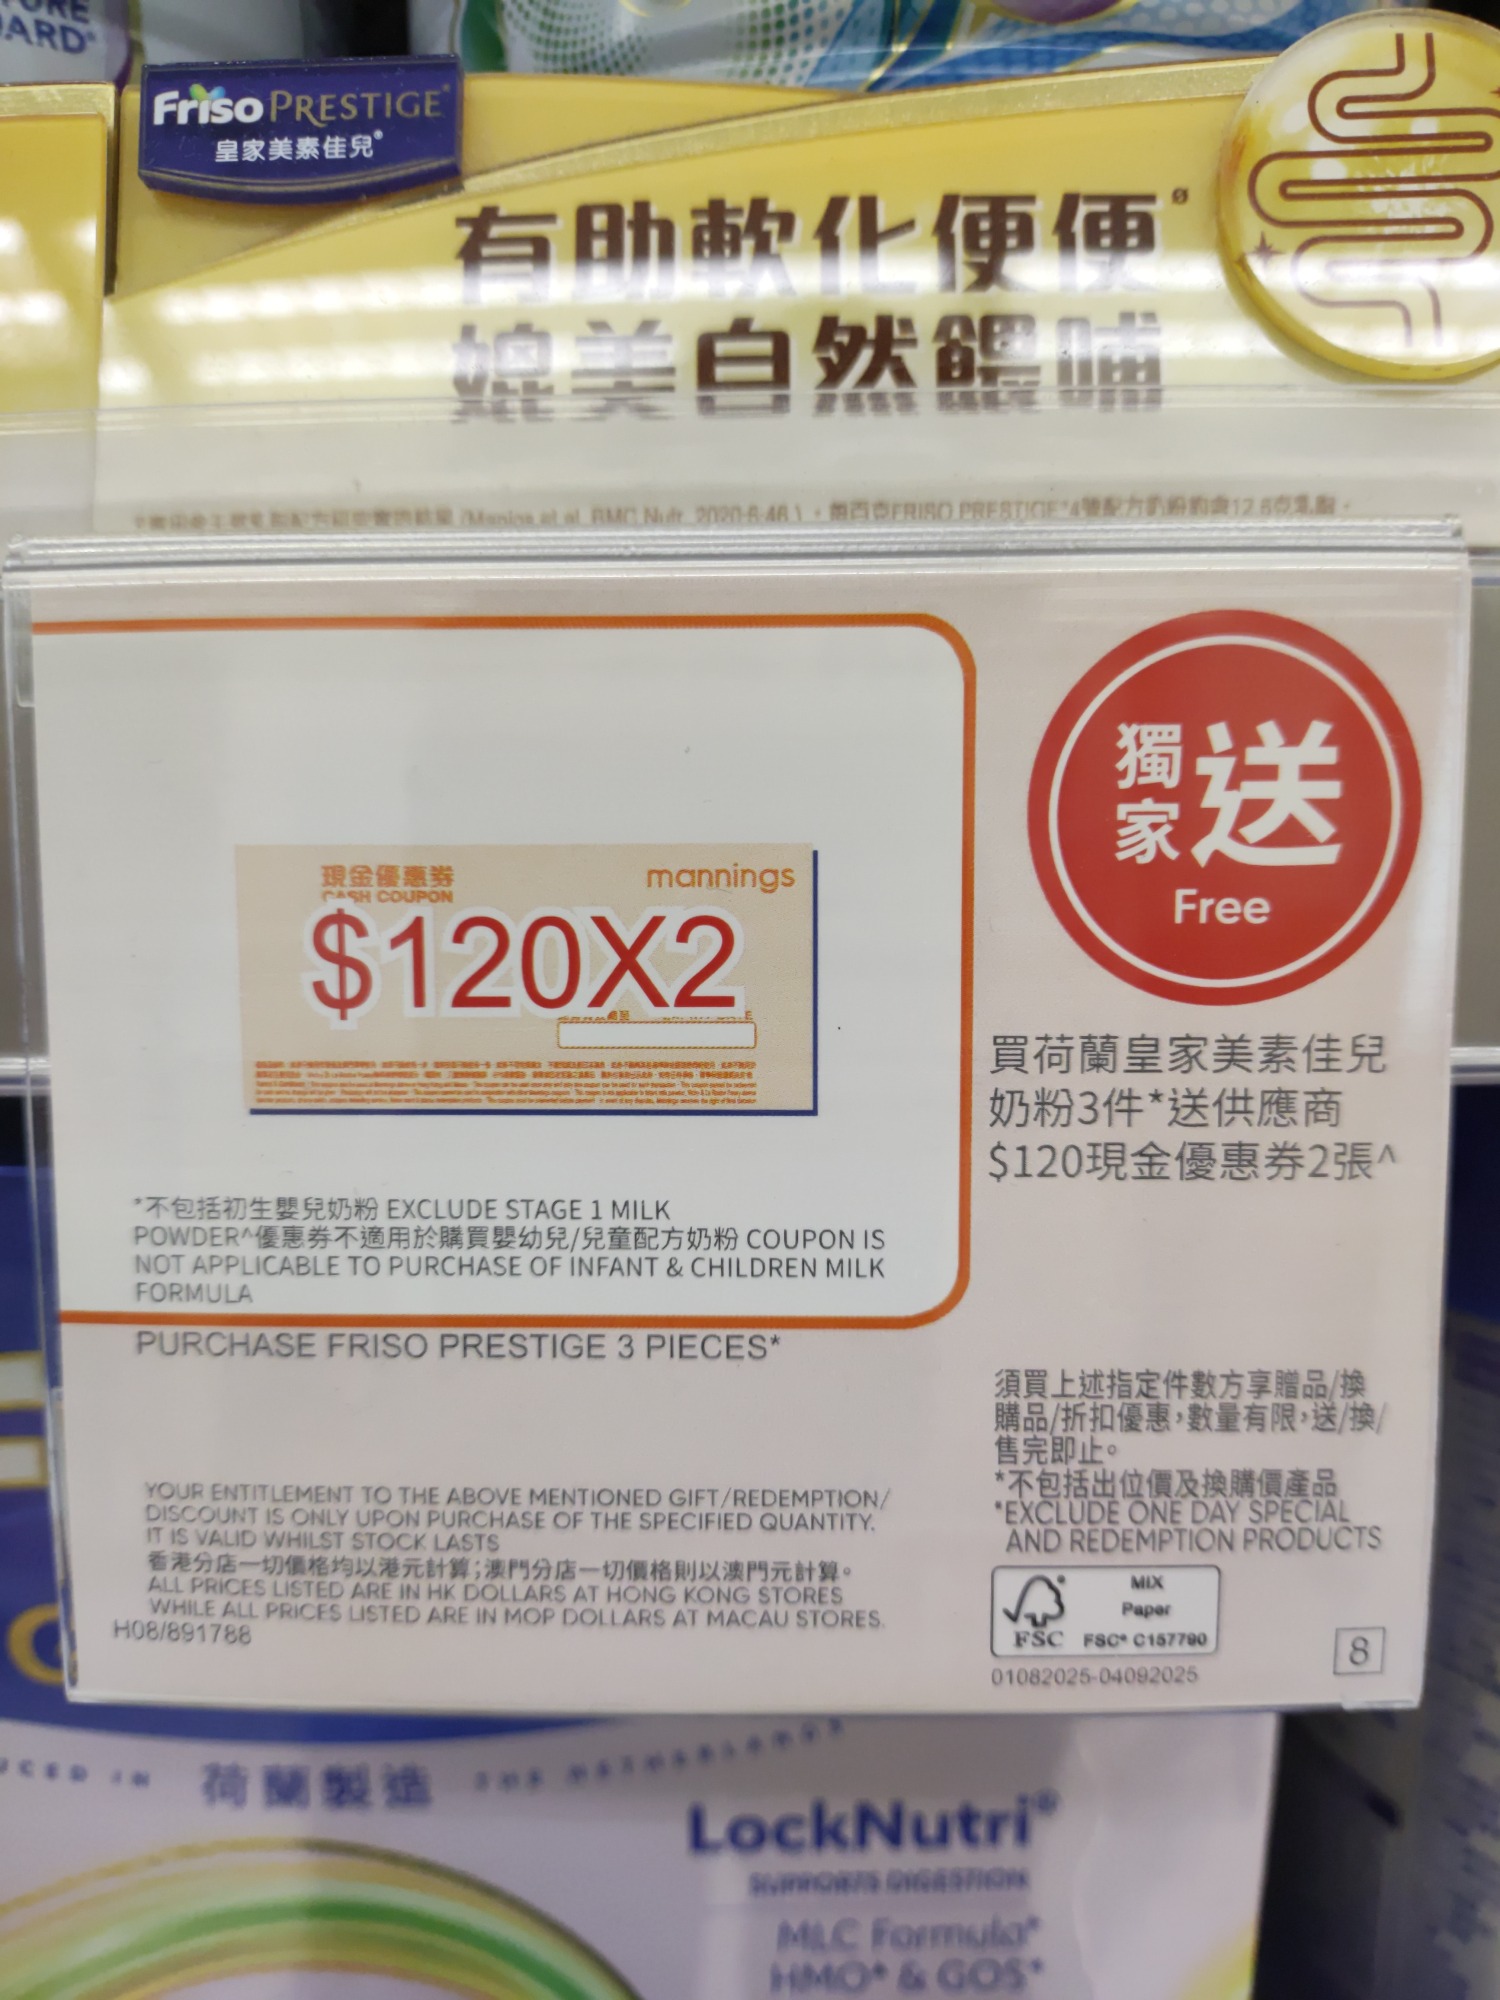 Friso PRESTIGE®
皇家美素佳兒®
有助軟化便便ø
媲美自然餵哺
獨家送
Free
現金優惠券
CASH COUPON
mannings
$120X2
買荷蘭皇家美素佳兒
奶粉3件*送供應商
$120現金優惠券2張^
*不包括初生嬰兒奶粉 EXCLUDE STAGE 1 MILK
POWDER^優惠券不適用於購買嬰幼兒/兒童配方奶粉 COUPON IS
NOT APPLICABLE TO PURCHASE OF INFANT & CHILDREN MILK
FORMULA
PURCHASE FRISO PRESTIGE 3 PIECES*
須買上述指定件數方享贈品/換
購品/折扣優惠，數量有限，送/換/
售完即止。
*不包括出位價及換購價產品
*EXCLUDE ONE DAY SPECIAL
AND REDEMPTION PRODUCTS
YOUR ENTITLEMENT TO THE ABOVE MENTIONED GIFT/REDEMPTION/
DISCOUNT IS ONLY UPON PURCHASE OF THE SPECIFIED QUANTITY.
IT IS VALID WHILST STOCK LASTS
香港分店一切價格均以港元計算；澳門分店一切價格則以澳門元計算。
ALL PRICES LISTED ARE IN HK DOLLARS AT HONG KONG STORES
WHILE ALL PRICES LISTED ARE IN MOP DOLLARS AT MACAU STORES.
H08/891788
FSC
MIX
Paper
FSC® C157790
01082025-04092025
8
荷蘭製造
LockNutri®
SUPPORTS DIGESTION
MLC Formula*
HMO* & GOS*